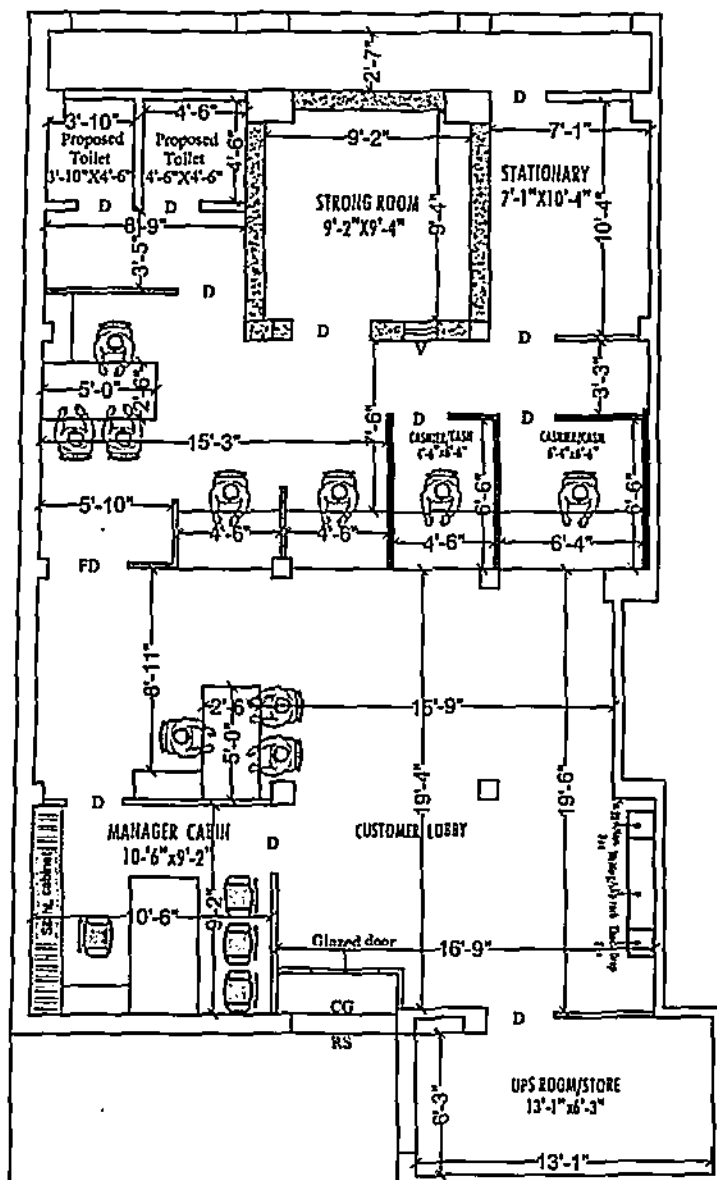 2'-7"
D
3'-10"
4'-6"
9'-2"
7'-1"
Proposed
Toilet
3'-10"X4'-6"
Proposed
Toilet
4'-6"X4'-6"
4'-6"
STRONG ROOM
9'-2"X9'-4"
9'-4"
STATIONARY
7'-1"X10'-4"
10'-4"
D
D
8'-9"
3'-5"
D
D
V
D
3'-3"
5'-0"
2'-6"
7'-6"
D
D
CASHIER/CASH
CASHIER/CASH
15'-3"
6'-6"
6'-6"
5'-10"
4'-6"
4'-6"
4'-6"
6'-4"
FD
8'-11"
2'-6"
5'-0"
15'-9"
19'-4"
19'-6"
D
MANAGER CABIN
10-'6"x9'-2"
D
CUSTOMER LOBBY
10'-6"
9'-2"
Glazed door
16'-9"
CG
RS
D
UPS ROOM/STORE
13'-1"x6'-3"
6'-3"
13'-1"